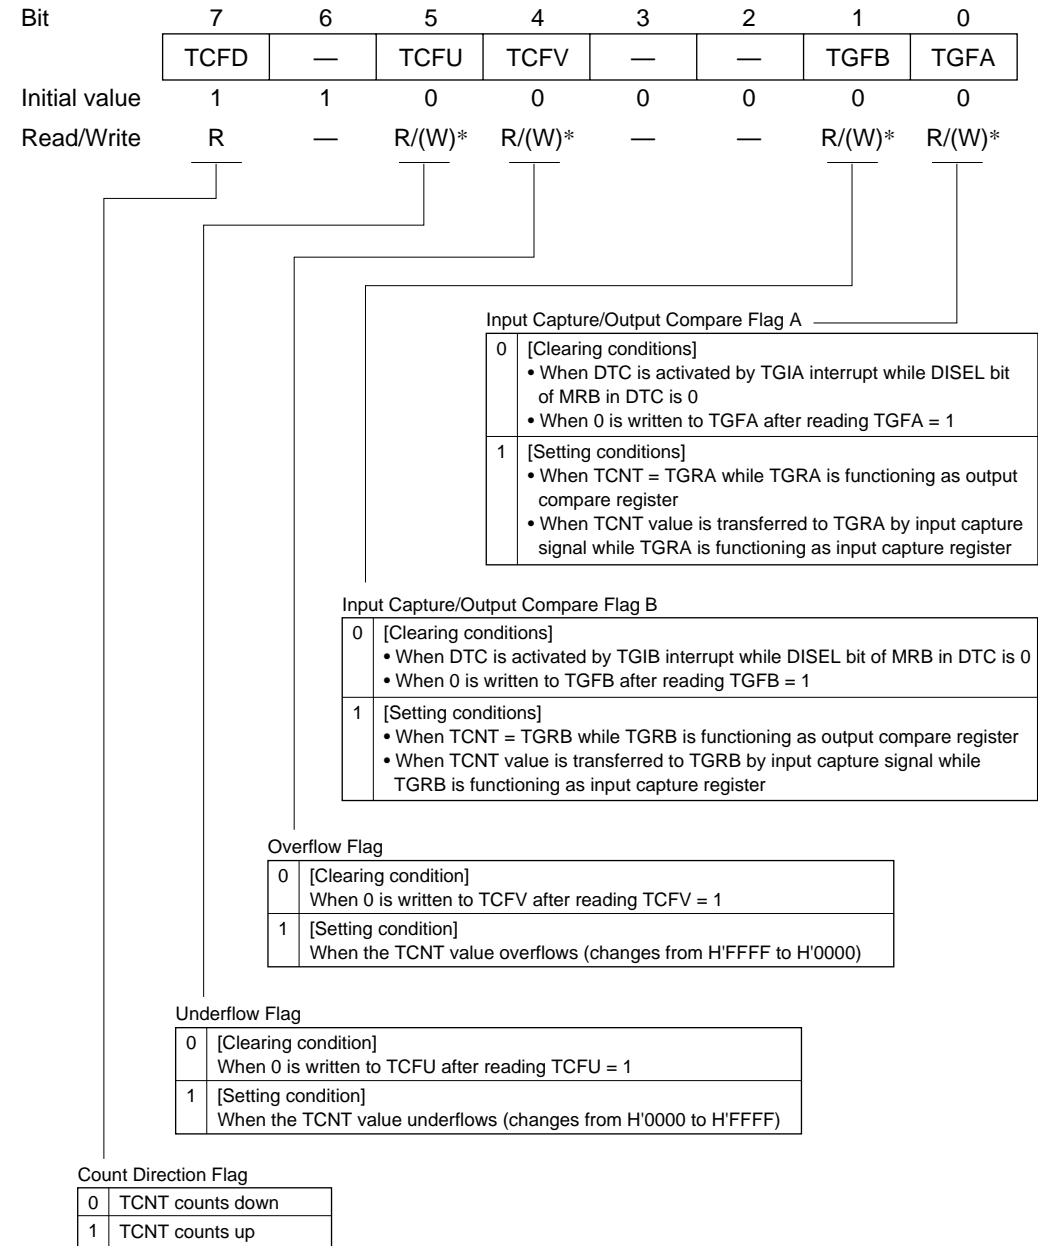 Bit 7 6 5 4 3 2 1 0
TCFD — TCFU TCFV — — TGFB TGFA
Initial value 1 1 0 0 0 0 0 0
Read/Write R — R/(W)* R/(W)* — — R/(W)* R/(W)*
Input Capture/Output Compare Flag A
0 [Clearing conditions]
• When DTC is activated by TGIA interrupt while DISEL bit
of MRB in DTC is 0
• When 0 is written to TGFA after reading TGFA = 1
1 [Setting conditions]
• When TCNT = TGRA while TGRA is functioning as output
compare register
• When TCNT value is transferred to TGRA by input capture
signal while TGRA is functioning as input capture register
Input Capture/Output Compare Flag B
0 [Clearing conditions]
• When DTC is activated by TGIB interrupt while DISEL bit of MRB in DTC is 0
• When 0 is written to TGFB after reading TGFB = 1
1 [Setting conditions]
• When TCNT = TGRB while TGRB is functioning as output compare register
• When TCNT value is transferred to TGRB by input capture signal while
TGRB is functioning as input capture register
Overflow Flag
0 [Clearing condition]
When 0 is written to TCFV after reading TCFV = 1
1 [Setting condition]
When the TCNT value overflows (changes from H'FFFF to H'0000)
Underflow Flag
0 [Clearing condition]
When 0 is written to TCFU after reading TCFU = 1
1 [Setting condition]
When the TCNT value underflows (changes from H'0000 to H'FFFF)
Count Direction Flag
0 TCNT counts down
1 TCNT counts up